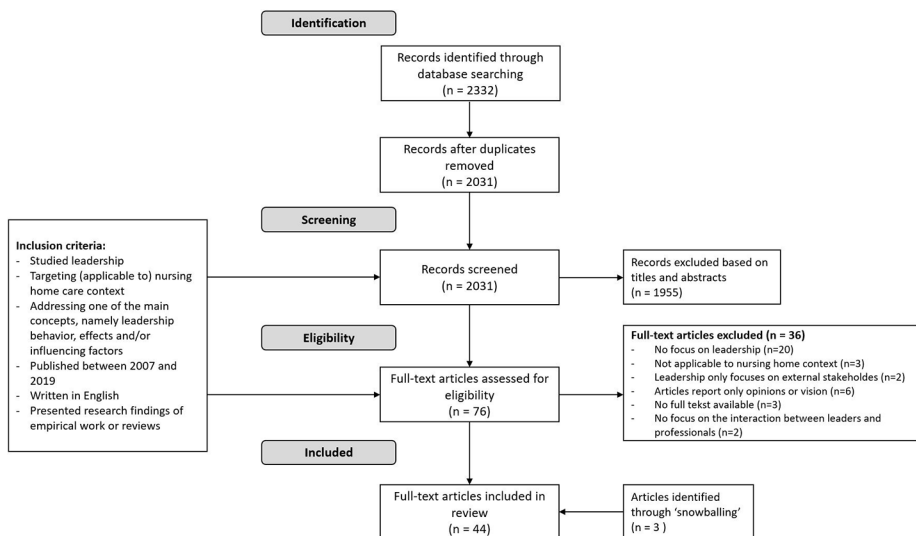 Identification
Records identified through
database searching
(n = 2332)
Records after duplicates
removed
(n = 2031)
Screening
Inclusion criteria:
- Studied leadership
- Targeting (applicable to) nursing
home care context
- Addressing one of the main
concepts, namely leadership
behavior, effects and/or
influencing factors
- Published between 2007 and
2019
- Written in English
- Presented research findings of
empirical work or reviews
Records screened
(n = 2031)
Records excluded based on
titles and abstracts
(n = 1955)
Eligibility
Full-text articles assessed for
eligibility
(n = 76)
Full-text articles excluded (n = 36)
- No focus on leadership (n=20)
- Not applicable to nursing home context (n=3)
- Leadership only focuses on external stakeholdes (n=2)
- Articles report only opinions or vision (n=6)
- No full tekst available (n=3)
- No focus on the interaction between leaders and
professionals (n=2)
Included
Full-text articles included in
review
(n = 44)
Articles identified
through ‘snowballing’
(n = 3 )